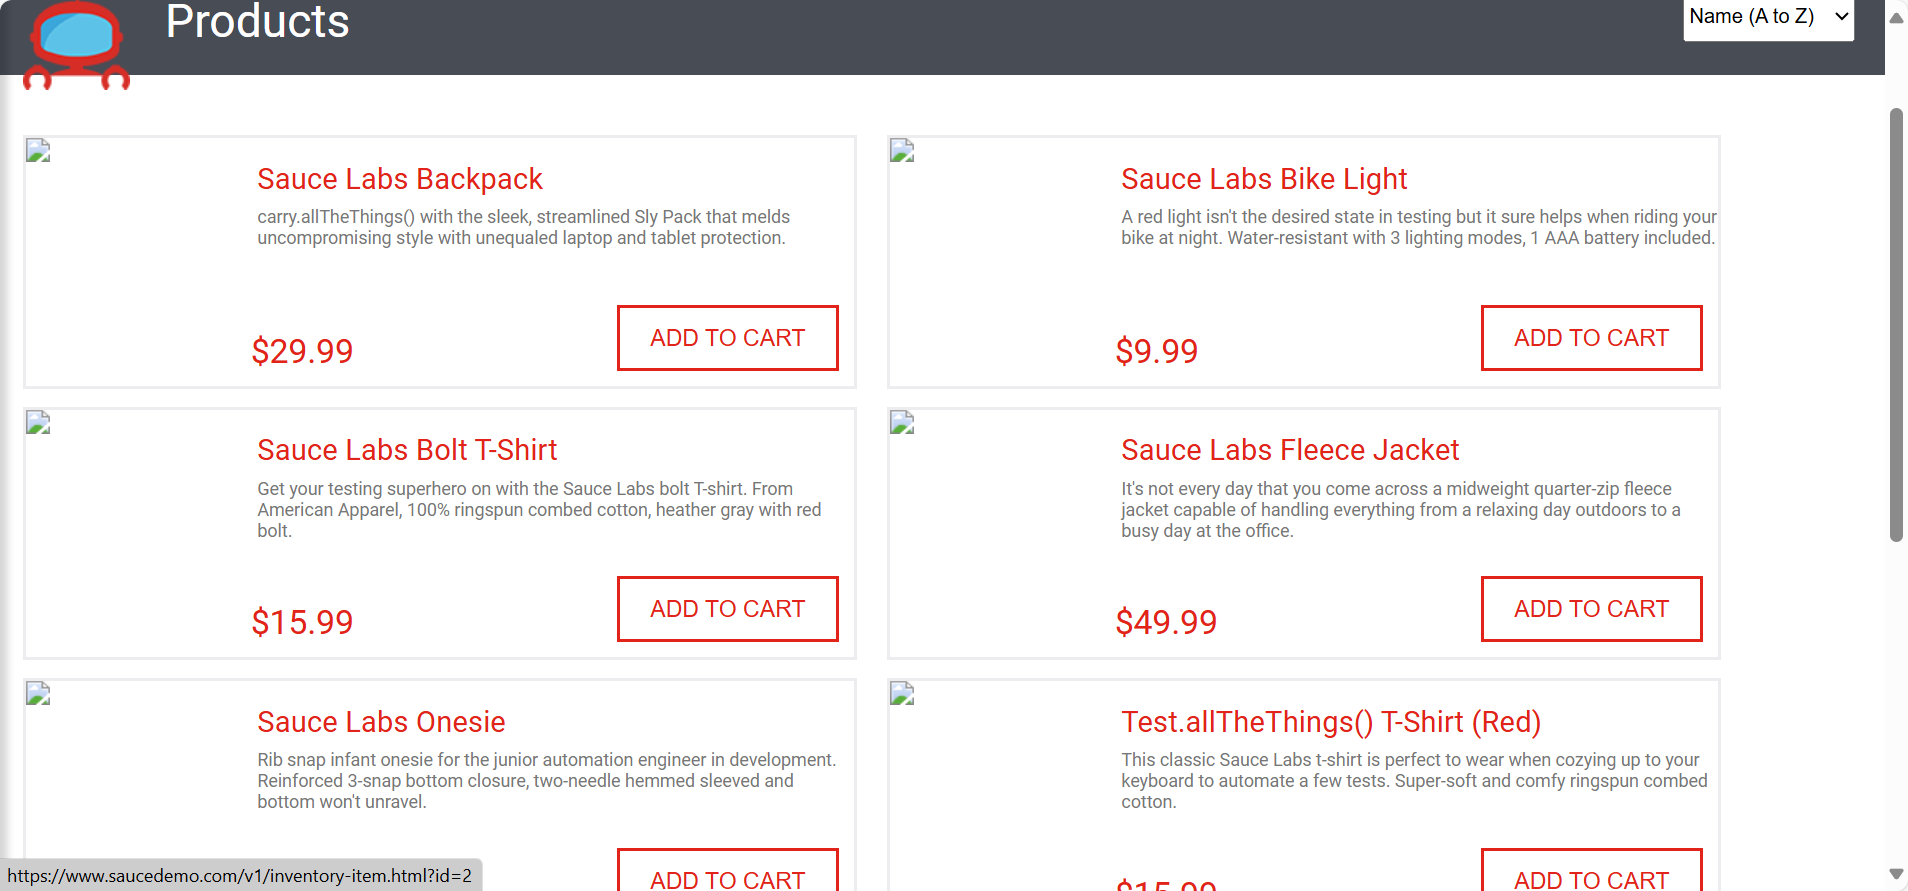 Products
Name (A to Z)
Sauce Labs Backpack
carry.allTheThings() with the sleek, streamlined Sly Pack that melds
uncompromising style with unequaled laptop and tablet protection.
$29.99
ADD TO CART
Sauce Labs Bike Light
A red light isn't the desired state in testing but it sure helps when riding your
bike at night. Water-resistant with 3 lighting modes, 1 AAA battery included.
$9.99
ADD TO CART
Sauce Labs Bolt T-Shirt
Get your testing superhero on with the Sauce Labs bolt T-shirt. From
American Apparel, 100% ringspun combed cotton, heather gray with red
bolt.
$15.99
ADD TO CART
Sauce Labs Fleece Jacket
It's not every day that you come across a midweight quarter-zip fleece
jacket capable of handling everything from a relaxing day outdoors to a
busy day at the office.
$49.99
ADD TO CART
Sauce Labs Onesie
Rib snap infant onesie for the junior automation engineer in development.
Reinforced 3-snap bottom closure, two-needle hemmed sleeved and
bottom won't unravel.
ADD TO CART
Test.allTheThings() T-Shirt (Red)
This classic Sauce Labs t-shirt is perfect to wear when cozying up to your
keyboard to automate a few tests. Super-soft and comfy ringspun combed
cotton.
$15.99
ADD TO CART
https://www.saucedemo.com/v1/inventory-item.html?id=2